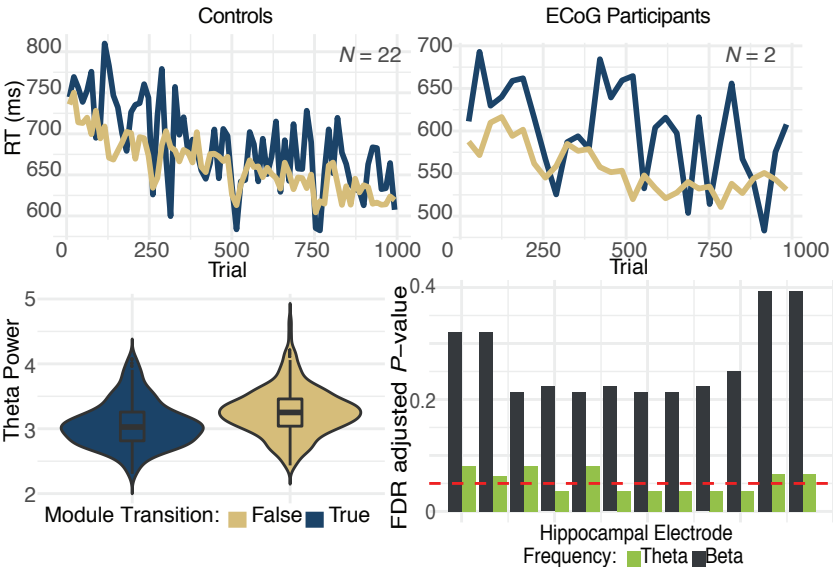 Controls
ECoG Participants
RT (ms)
800
750
700
650
600
N = 22
0
250
500
750
1000
Trial
700
650
600
550
500
N = 2
0
250
500
750
1000
Trial
Theta Power
5
4
3
2
Module Transition: False True
FDR adjusted P−value
0.4
0.2
0
Hippocampal Electrode
Frequency: Theta Beta